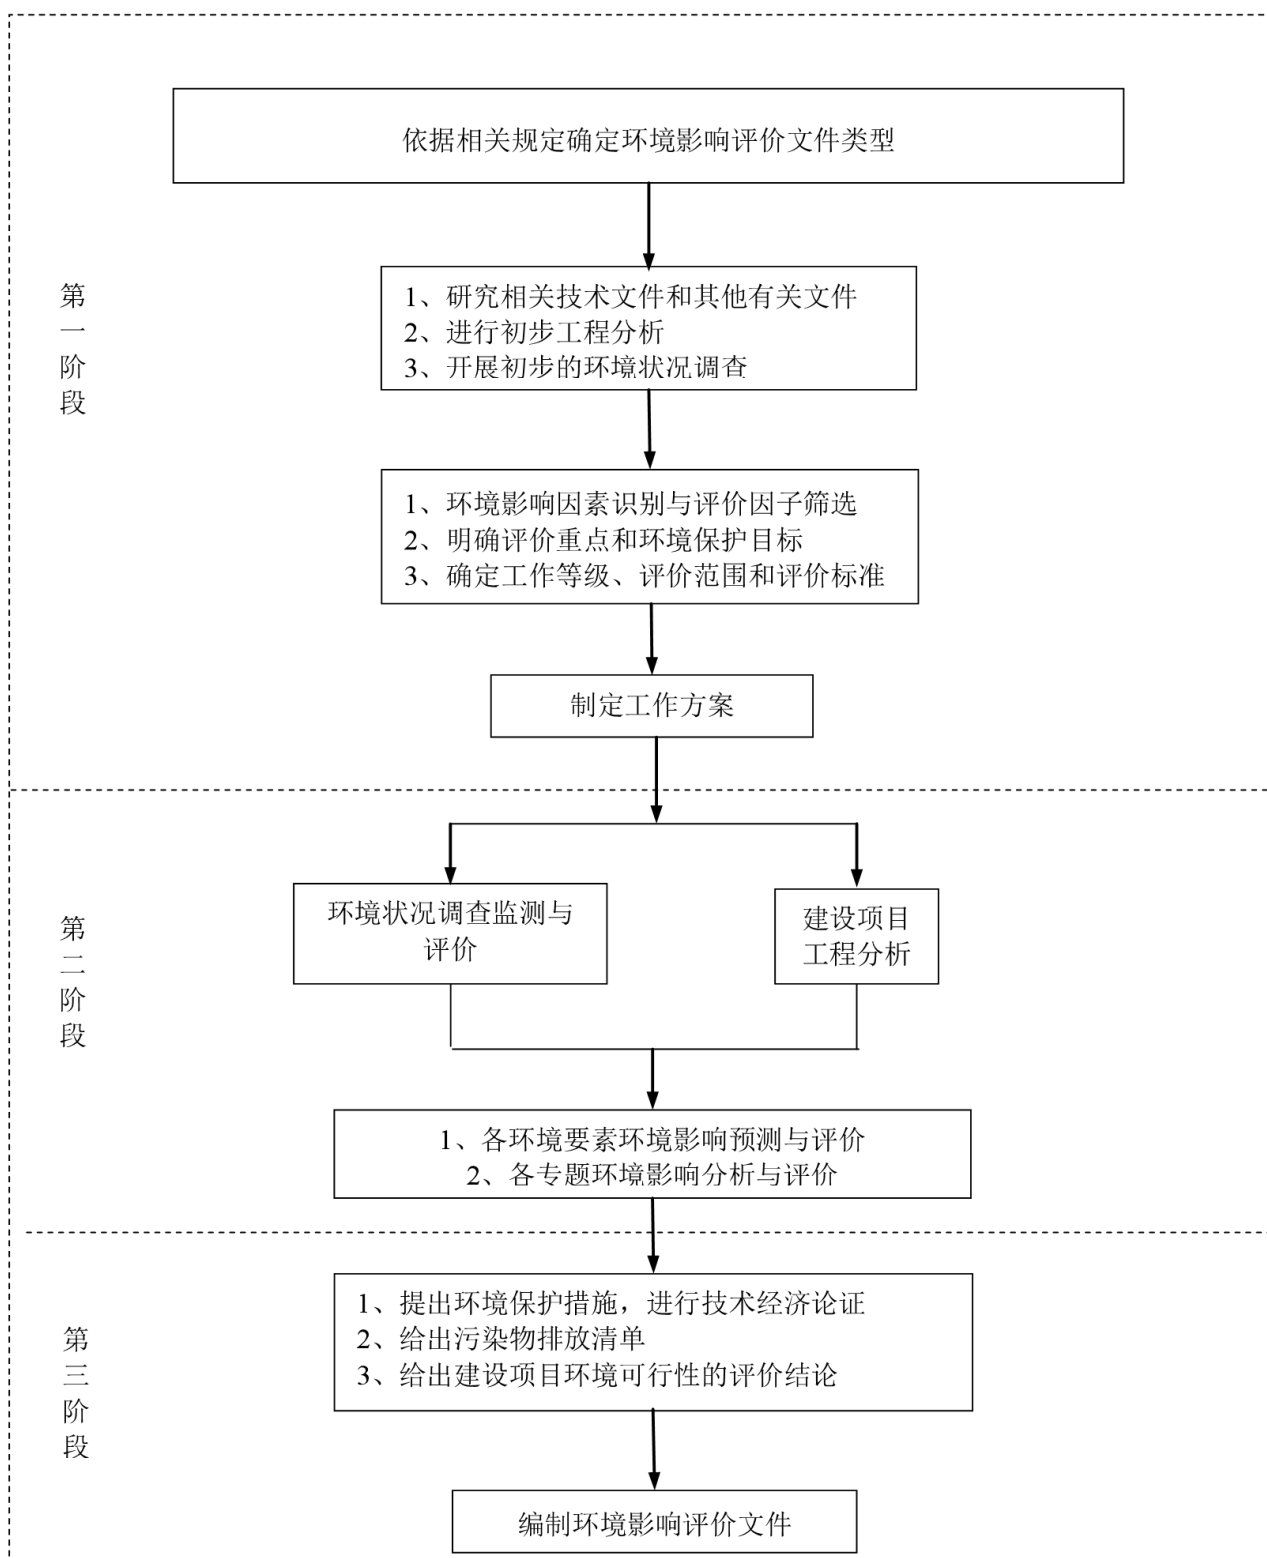 依据相关规定确定环境影响评价文件类型
第一阶段
1、研究相关技术文件和其他有关文件
2、进行初步工程分析
3、开展初步的环境状况调查
1、环境影响因素识别与评价因子筛选
2、明确评价重点和环境保护目标
3、确定工作等级、评价范围和评价标准
制定工作方案
第二阶段
环境状况调查监测与
评价
建设项目
工程分析
1、各环境要素环境影响预测与评价
2、各专题环境影响分析与评价
第三阶段
1、提出环境保护措施，进行技术经济论证
2、给出污染物排放清单
3、给出建设项目环境可行性的评价结论
编制环境影响评价文件